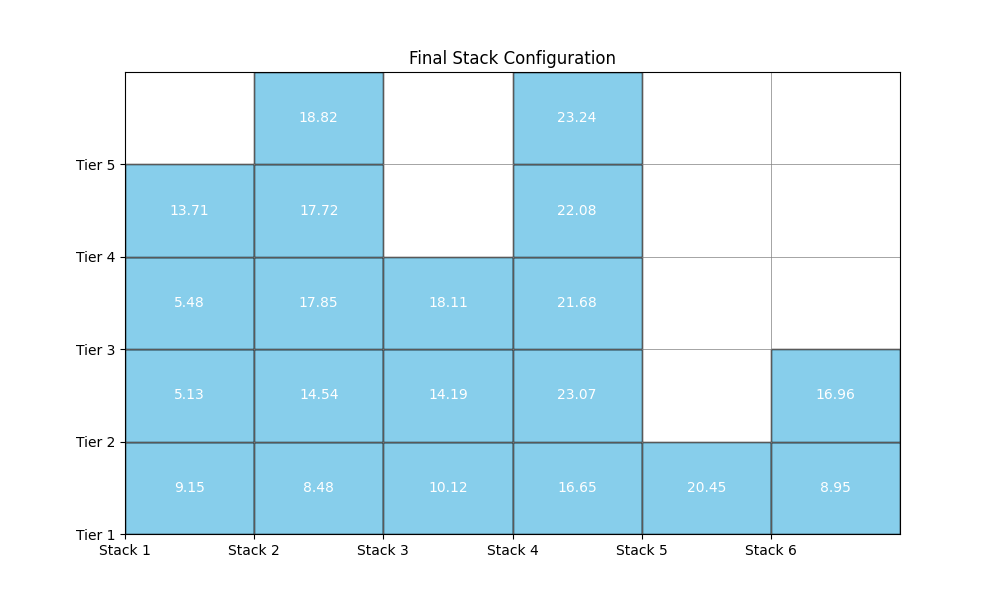 Final Stack Configuration
18.82 23.24
Tier 5
13.71 17.72 22.08
Tier 4
5.48 17.85 18.11 21.68
Tier 3
5.13 14.54 14.19 23.07 16.96
Tier 2
9.15 8.48 10.12 16.65 20.45 8.95
Tier 1
Stack 1 Stack 2 Stack 3 Stack 4 Stack 5 Stack 6